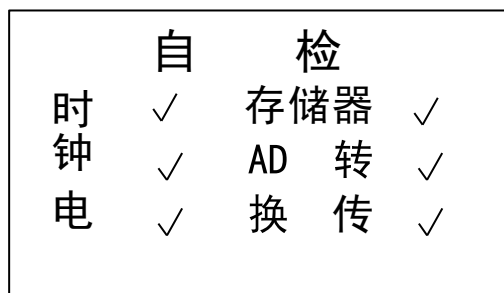 自 检
时 √ 存储器 √
钟 √ AD 转 √
电 √ 换 传 √